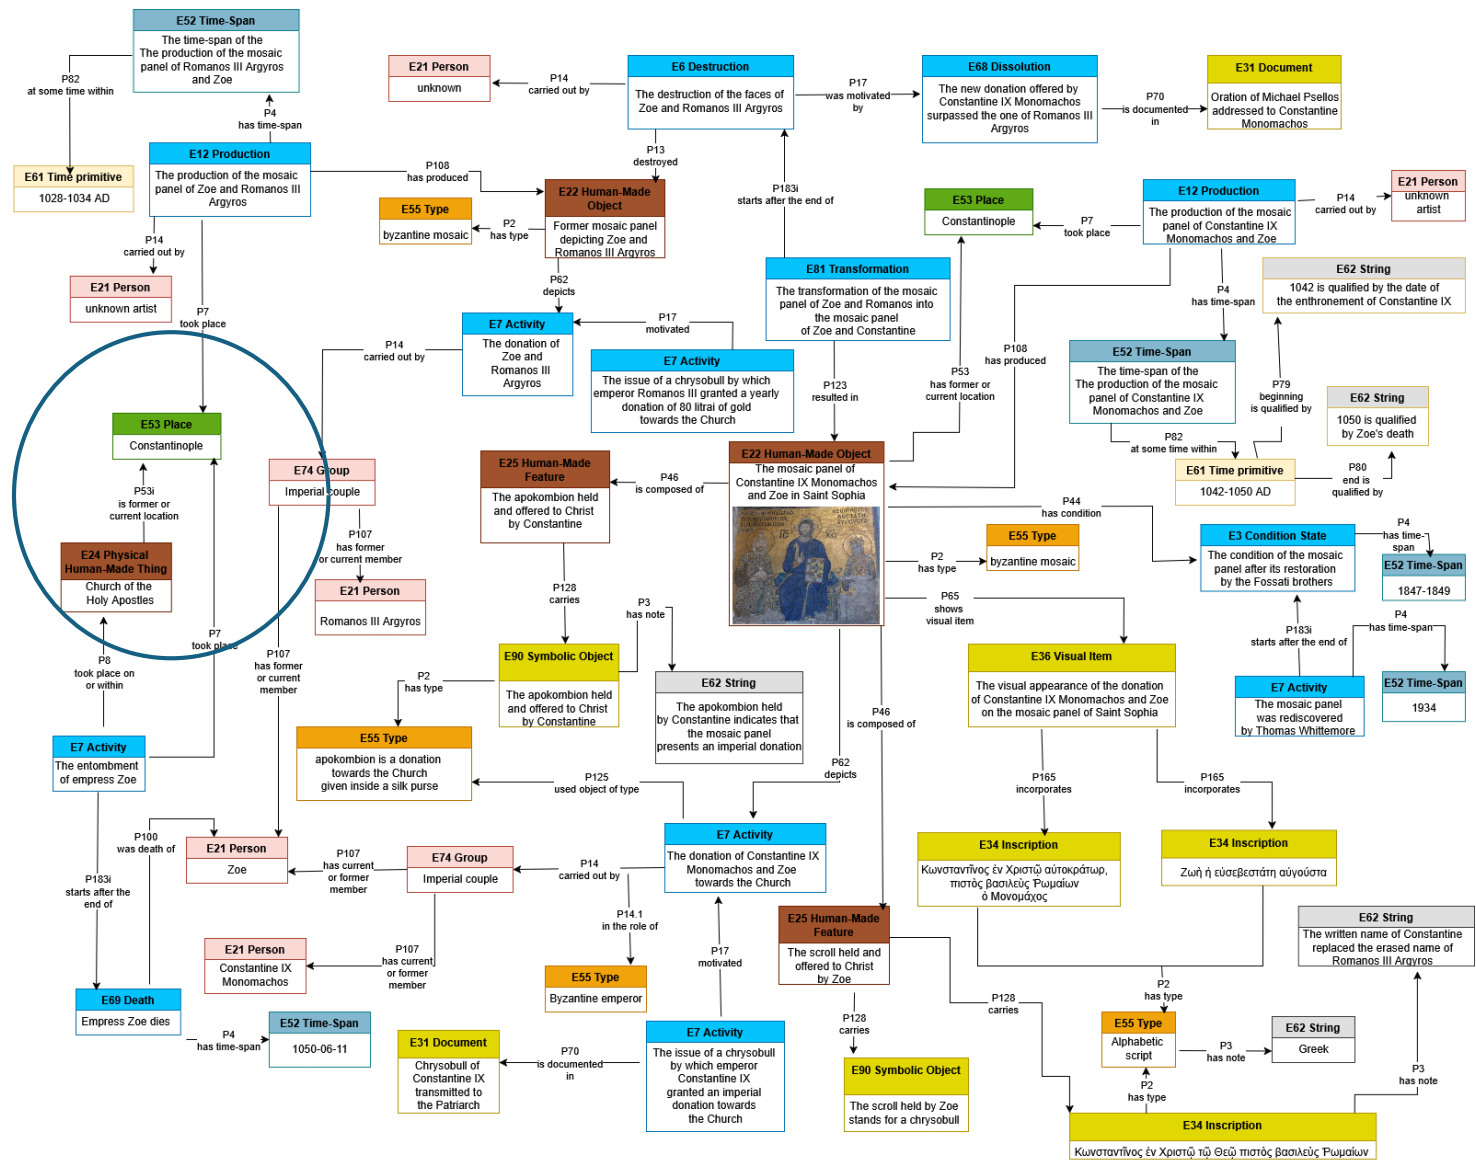 E52 Time-Span
The time-span of the
The production of the mosaic
panel of Romanos III Argyros
and Zoe
P82
at some time within
P4
has time-span
E61 Time primitive
1028-1034 AD
E12 Production
The production of the mosaic
panel of Zoe and Romanos III
Argyros
P14
carried out by
E21 Person
unknown artist
P7
took place
P108
has produced
E21 Person
unknown
P14
carried out by
E6 Destruction
The destruction of the faces of
Zoe and Romanos III Argyros
P17
was motivated
by
E68 Dissolution
The new donation offered by
Constantine IX Monomachos
surpassed the one of Romanos III
Argyros
P70
is documented
in
E31 Document
Oration of Michael Psellos
addressed to Constantine
Monomachos
P13
destroyed
E22 Human-Made
Object
Former mosaic panel
depicting Zoe and
Romanos III Argyros
P2
has type
E55 Type
byzantine mosaic
P183i
starts after the end of
P62
depicts
E7 Activity
The donation of
Zoe and
Romanos III
Argyros
P14
carried out by
P17
motivated
E7 Activity
The issue of a chrysobull by which
emperor Romanos III granted a yearly
donation of 80 litrai of gold
towards the Church
E81 Transformation
The transformation of the mosaic
panel of Zoe and Romanos into
the mosaic panel
of Zoe and Constantine
P123
resulted in
E53 Place
Constantinople
P7
took place
E12 Production
The production of the mosaic
panel of Constantine IX
Monomachos and Zoe
P14
carried out by
E21 Person
unknown
artist
P4
has time-span
E62 String
1042 is qualified by the date of
the enthronement of Constantine IX
P108
has produced
P53
has former or
current location
E52 Time-Span
The time-span of the
The production of the mosaic
panel of Constantine IX
Monomachos and Zoe
P79
beginning
is qualified by
E62 String
1050 is qualified
by Zoe's death
P82
at some time within
E61 Time primitive
1042-1050 AD
P80
end is
qualified by
E53 Place
Constantinople
P53i
is former or
current location
E24 Physical
Human-Made Thing
Church of the
Holy Apostles
P8
took place on
or within
P7
took place
E74 Group
Imperial couple
P107
has former
or current member
E21 Person
Romanos III Argyros
P107
has former
or current
member
E25 Human-Made
Feature
The apokombion held
and offered to Christ
by Constantine
P46
is composed of
E22 Human-Made Object
The mosaic panel of
Constantine IX Monomachos
and Zoe in Saint Sophia
IC XC
P44
has condition
P2
has type
E55 Type
byzantine mosaic
E3 Condition State
The condition of the mosaic
panel after its restoration
by the Fossati brothers
P4
has time-
span
E52 Time-Span
1847-1849
P183i
starts after the end of
P4
has time-span
E7 Activity
The mosaic panel
was rediscovered
by Thomas Whittemore
E52 Time-Span
1934
P128
carries
P3
has note
E90 Symbolic Object
The apokombion held
and offered to Christ
by Constantine
P2
has type
E62 String
The apokombion held
by Constantine indicates that
the mosaic panel
presents an imperial donation
E55 Type
apokombion is a donation
towards the Church
given inside a silk purse
P125
used object of type
P65
shows
visual item
E36 Visual Item
The visual appearance of the donation
of Constantine IX Monomachos and Zoe
on the mosaic panel of Saint Sophia
P62
depicts
P46
is composed of
P165
incorporates
P165
incorporates
E7 Activity
The entombment
of empress Zoe
P183i
starts after the
end of
P100
was death of
E21 Person
Zoe
P107
has current
or former
member
E74 Group
Imperial couple
P14
carried out by
E7 Activity
The donation of Constantine IX
Monomachos and Zoe
towards the Church
P14.1
in the role of
E55 Type
Byzantine emperor
P107
has current
or former
member
E21 Person
Constantine IX
Monomachos
P17
motivated
E69 Death
Empress Zoe dies
P4
has time-span
E52 Time-Span
1050-06-11
E31 Document
Chrysobull of
Constantine IX
transmitted to
the Patriarch
P70
is documented
in
E7 Activity
The issue of a chrysobull
by which emperor
Constantine IX
granted an imperial
donation towards
the Church
E25 Human-Made
Feature
The scroll held and
offered to Christ
by Zoe
P128
carries
E90 Symbolic Object
The scroll held by Zoe
stands for a chrysobull
P128
carries
E34 Inscription
Κωνσταντῖνος ἐν Χριστῷ αὐτοκράτωρ,
πιστὸς βασιλεὺς Ῥωμαίων
ὁ Μονομάχος
E34 Inscription
Ζωὴ ἡ εὐσεβεστάτη αὐγούστα
P2
has type
E55 Type
Alphabetic
script
P3
has note
E62 String
Greek
P2
has type
E62 String
The written name of Constantine
replaced the erased name of
Romanos III Argyros
P3
has note
E34 Inscription
Κωνσταντῖνος ἐν Χριστῷ τῷ Θεῷ πιστὸς βασιλεὺς Ῥωμαίων